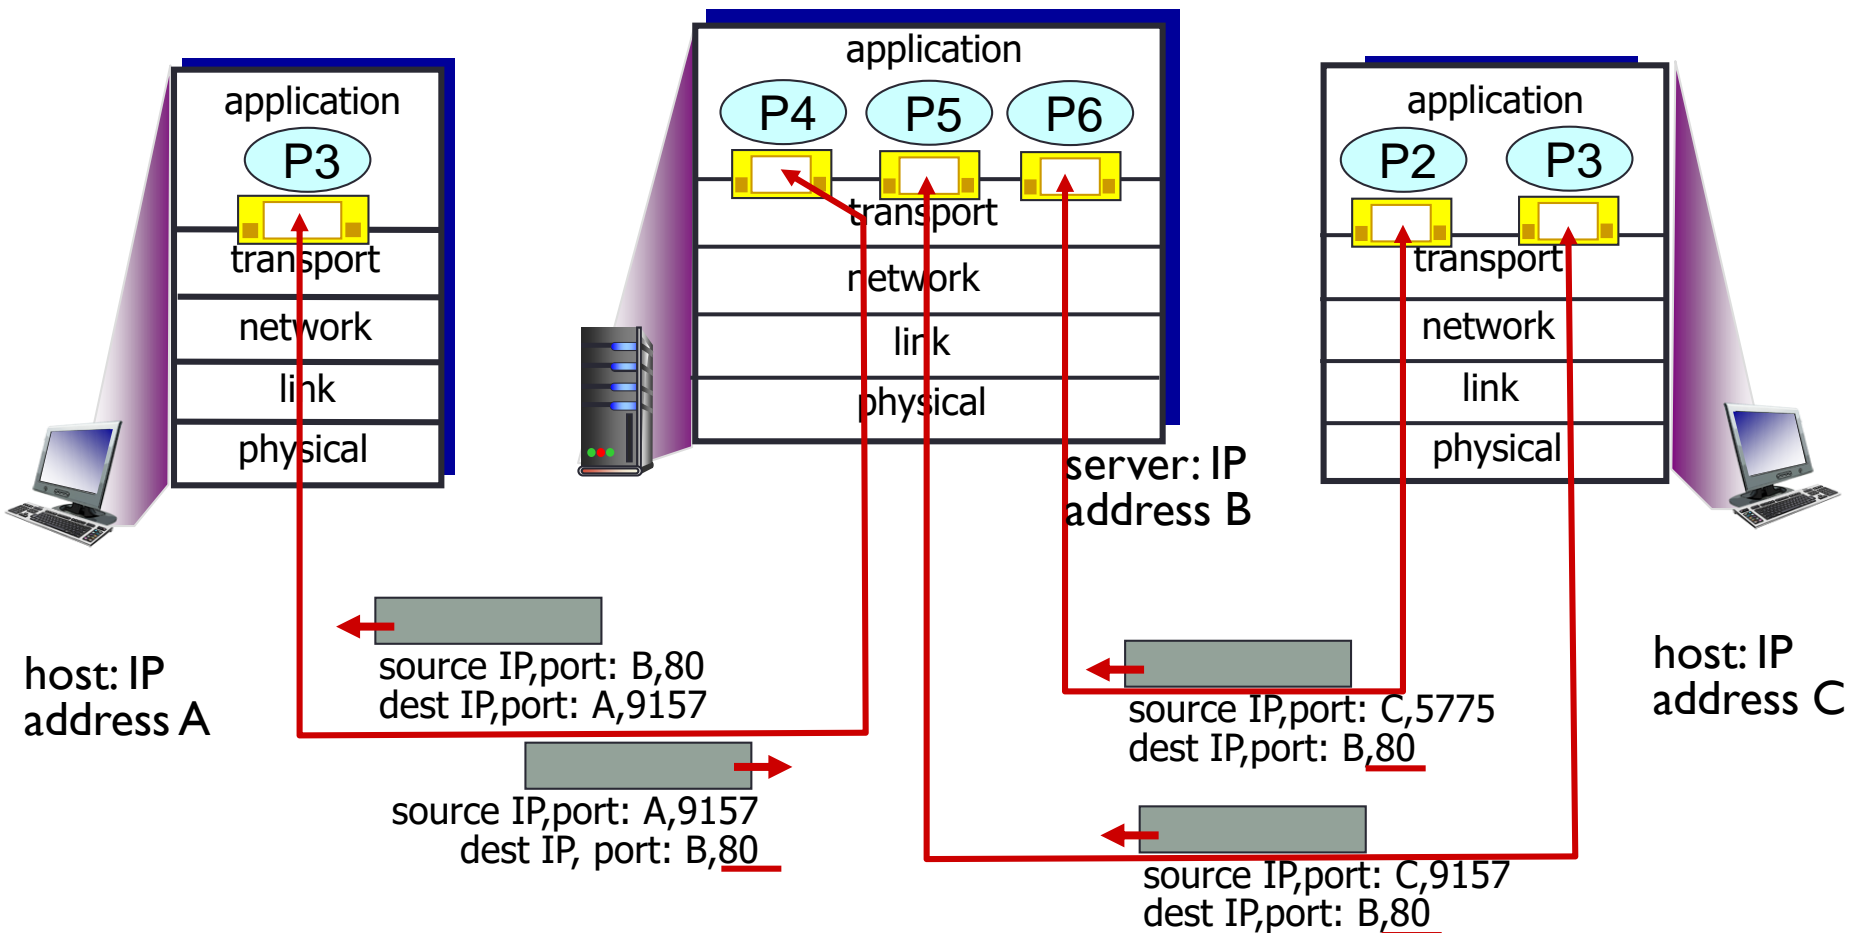 application
P3
transport
network
link
physical
host: IP
address A
application
P4 P5 P6
transport
network
link
physical
server: IP
address B
application
P2 P3
transport
network
link
physical
host: IP
address C
source IP,port: B,80
dest IP,port: A,9157
source IP,port: A,9157
dest IP, port: B,80
source IP,port: C,5775
dest IP,port: B,80
source IP,port: C,9157
dest IP,port: B,80